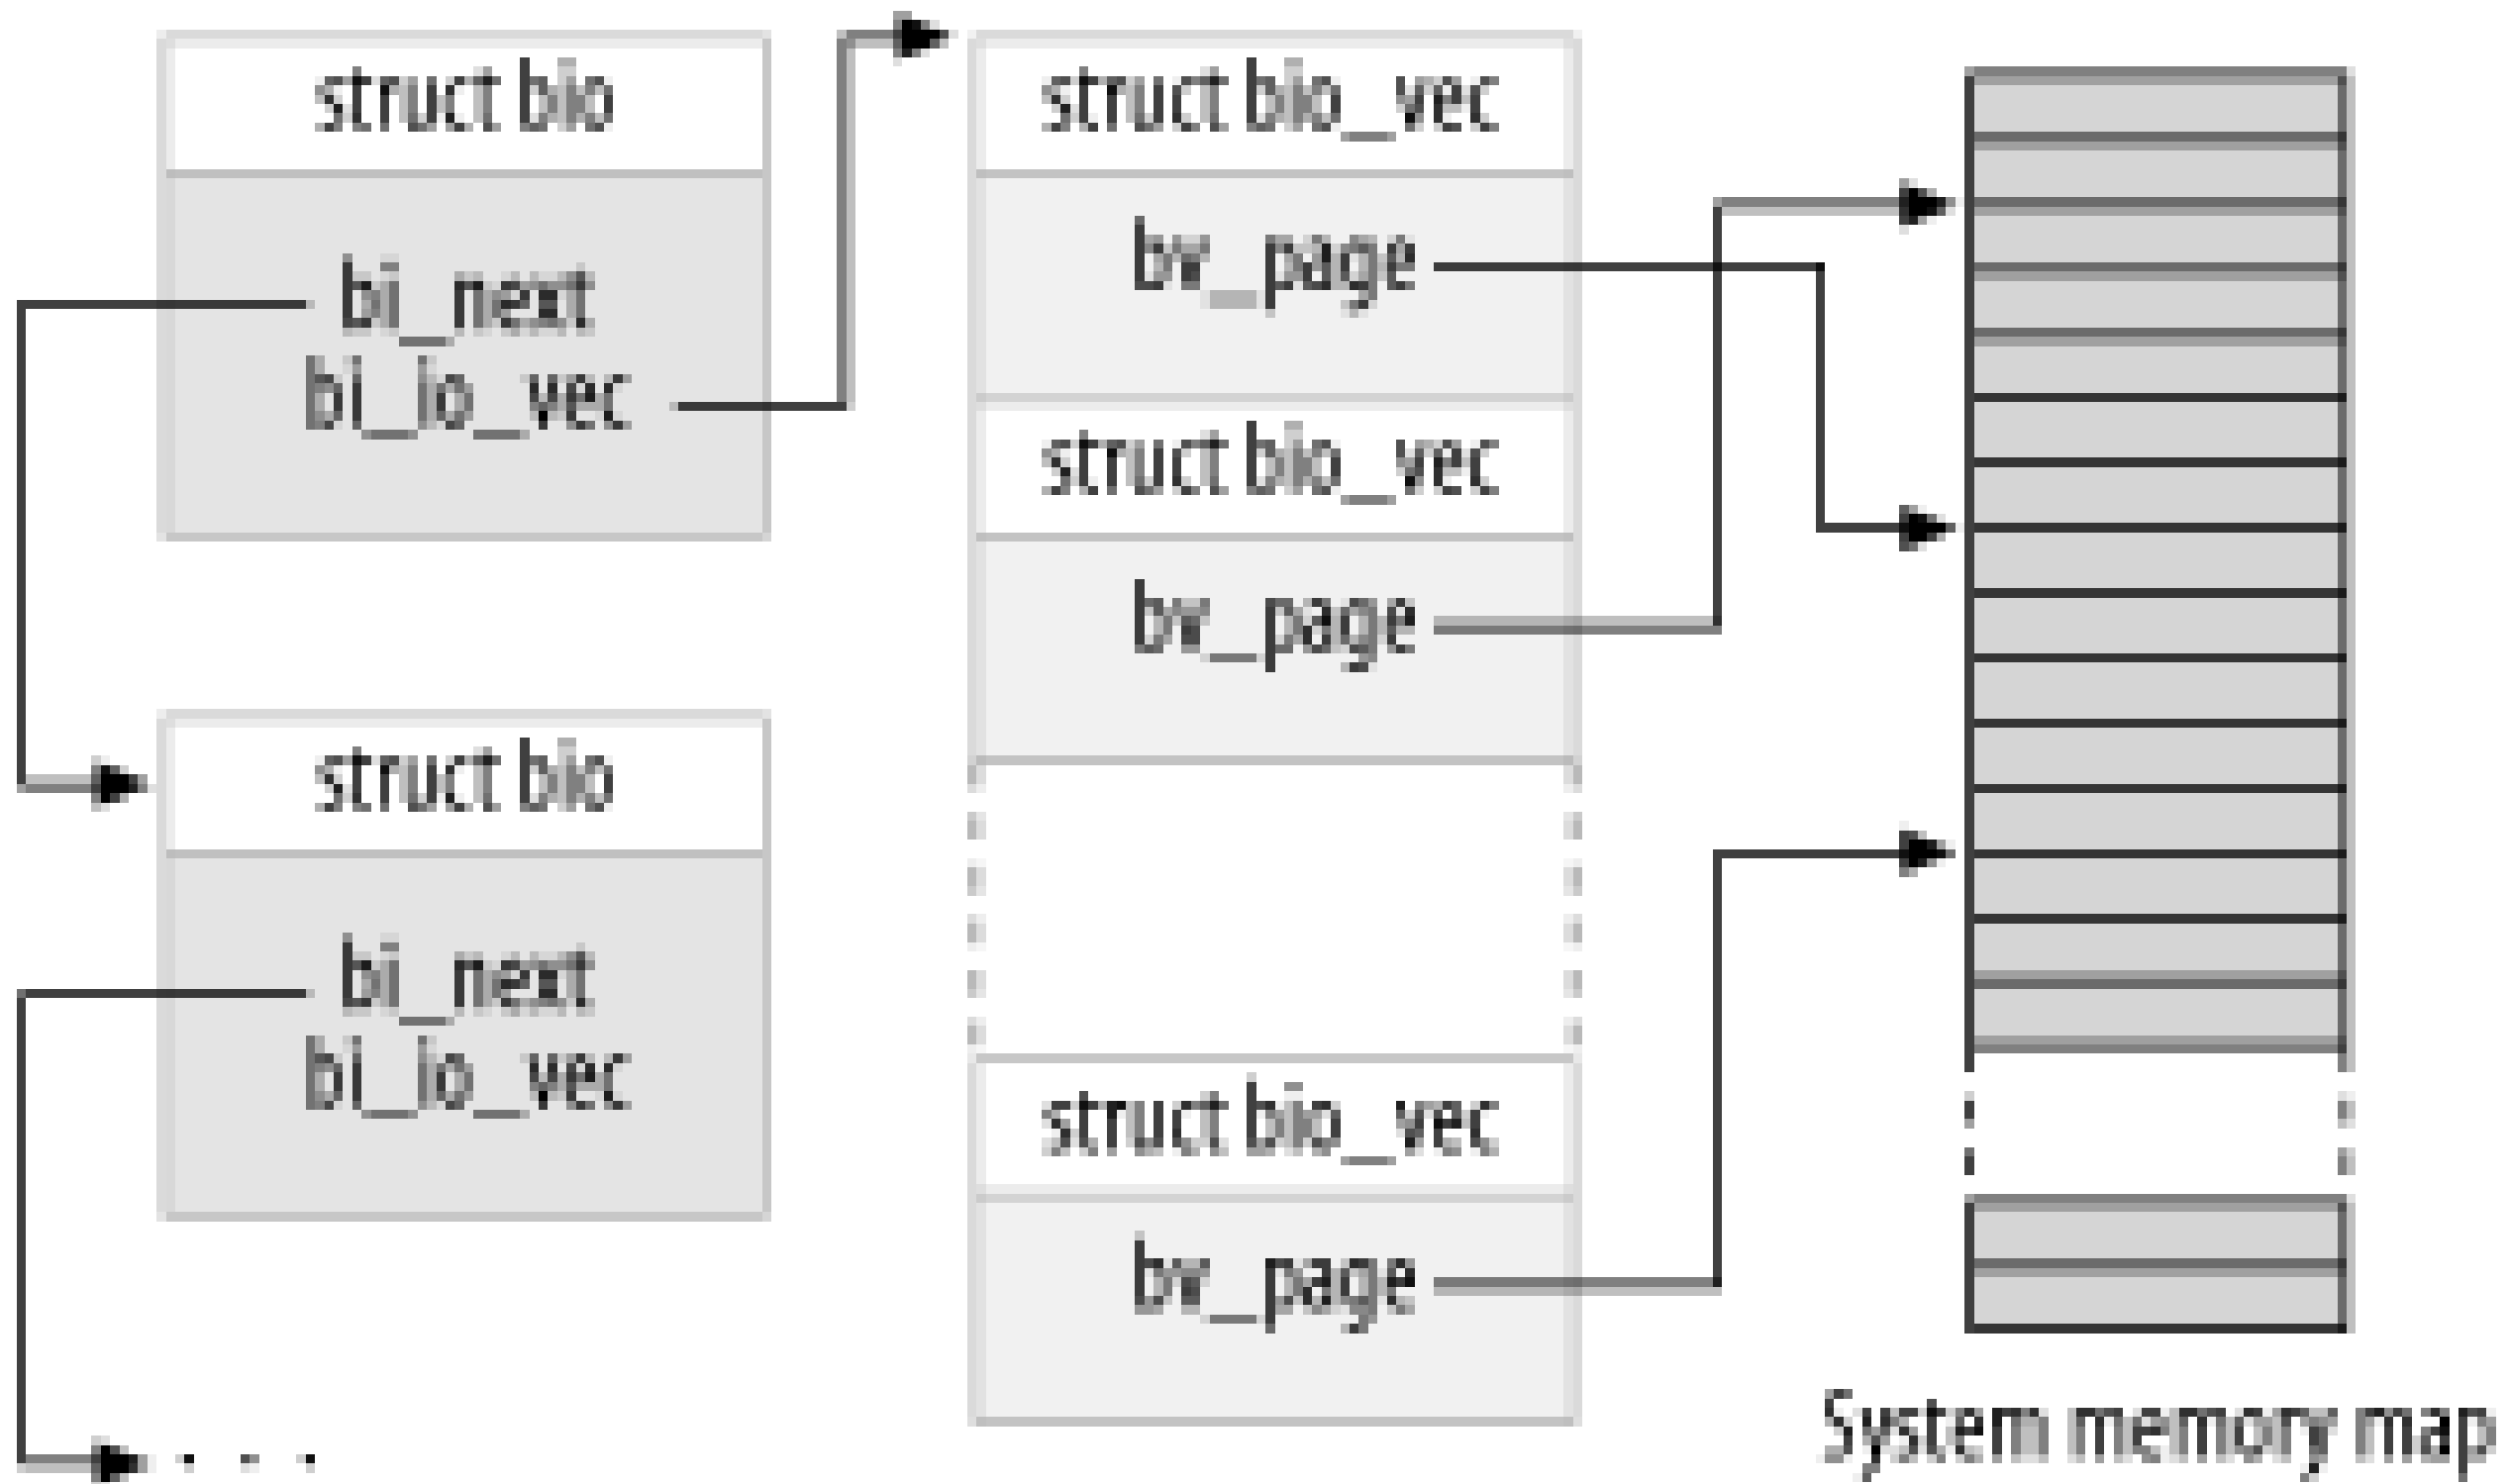 struct bio
bi_next
bi_io_vec
struct bio
bi_next
bi_io_vec
. . .
struct bio_vec
bv_page
struct bio_vec
bv_page
struct bio_vec
bv_page
System memory map